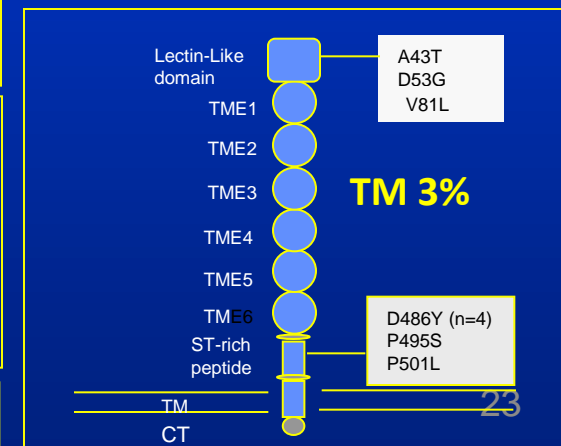 Lectin-Like
domain
A43T
D53G
V81L
TME1
TME2
TME3
TM 3%
TME4
TME5
TME6
D486Y (n=4)
P495S
P501L
ST-rich
peptide
TM
23
CT